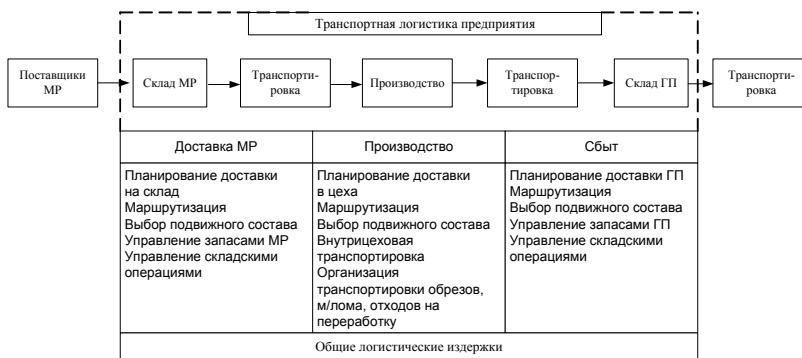 Транспортная логистика предприятия
Поставщики
МР
Склад МР
Транспорти-
ровка
Производство
Транспор-
тировка
Склад ГП
Транспорти-
ровка
Доставка МР
Производство
Сбыт
Планирование доставки
на склад
Маршрутизация
Выбор подвижного состава
Управление запасами МР
Управление складскими
операциями
Планирование доставки
в цеха
Маршрутизация
Выбор подвижного состава
Внутрицеховая
транспортировка
Организация
транспортировки обрезов,
м/лома, отходов на
переработку
Планирование доставки ГП
Маршрутизация
Выбор подвижного состава
Управление запасами ГП
Управление складскими
операциями
Общие логистические издержки